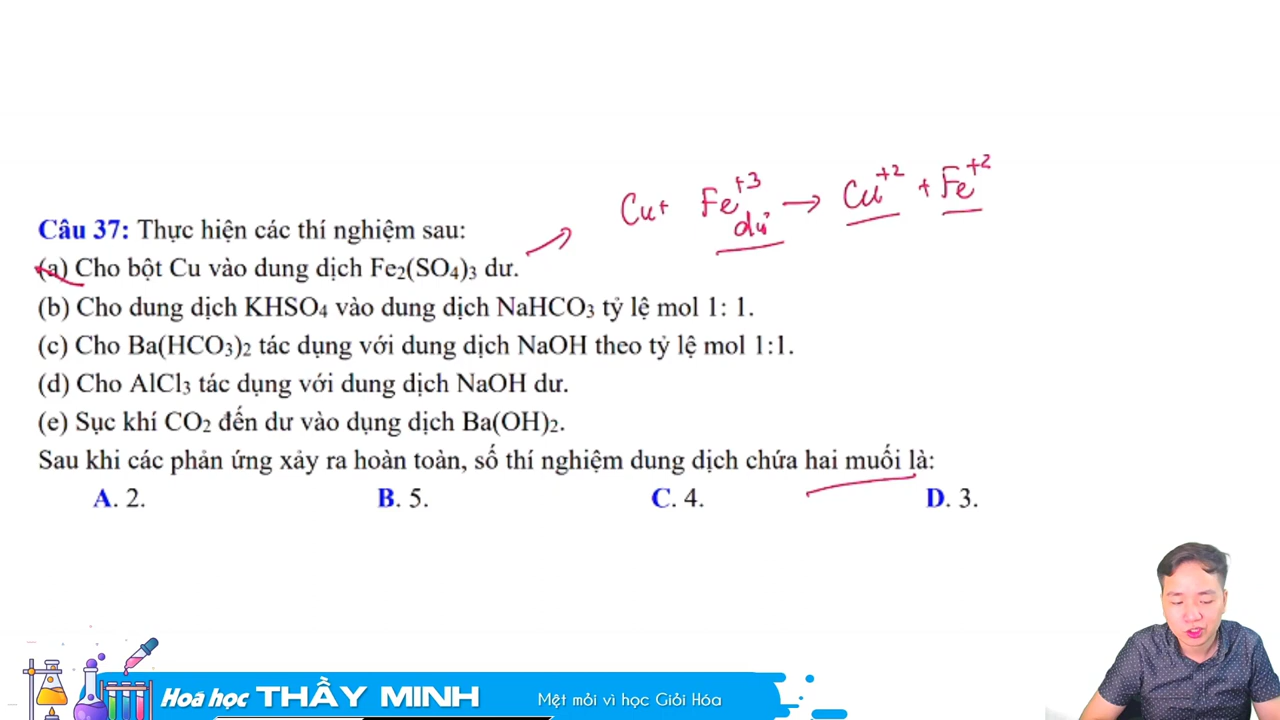 Cu + Fe⁺³ → Cu⁺² + Fe⁺²
dư
Câu 37: Thực hiện các thí nghiệm sau:
(a) Cho bột Cu vào dung dịch Fe₂(SO₄)₃ dư.
(b) Cho dung dịch KHSO₄ vào dung dịch NaHCO₃ tỷ lệ mol 1: 1.
(c) Cho Ba(HCO₃)₂ tác dụng với dung dịch NaOH theo tỷ lệ mol 1:1.
(d) Cho AlCl₃ tác dụng với dung dịch NaOH dư.
(e) Sục khí CO₂ đến dư vào dụng dịch Ba(OH)₂.
Sau khi các phản ứng xảy ra hoàn toàn, số thí nghiệm dung dịch chứa hai muối là:
A. 2. B. 5. C. 4. D. 3.
Hoá học THẦY MINH Mệt mỏi vì học Giỏi Hóa